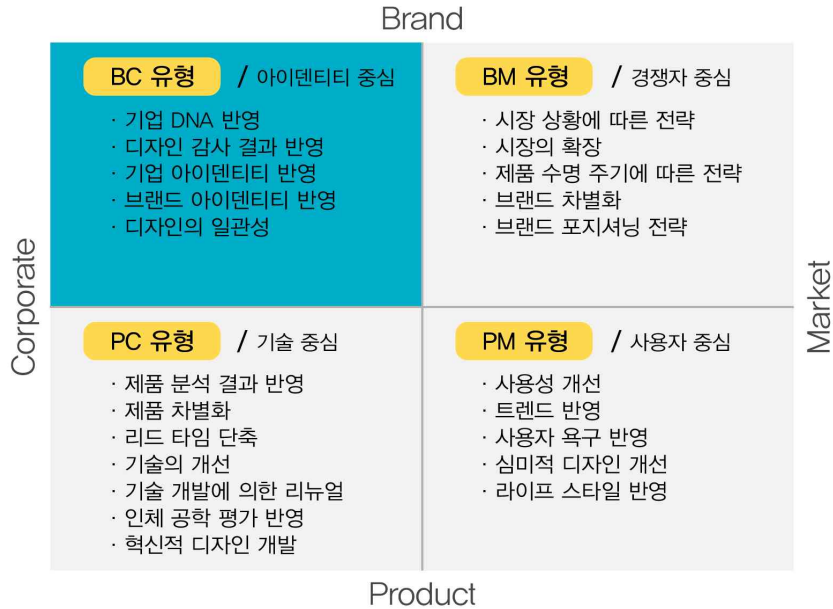 Brand
BC 유형 / 아이덴티티 중심
· 기업 DNA 반영
· 디자인 감사 결과 반영
· 기업 아이덴티티 반영
· 브랜드 아이덴티티 반영
· 디자인의 일관성
BM 유형 / 경쟁자 중심
· 시장 상황에 따른 전략
· 시장의 확장
· 제품 수명 주기에 따른 전략
· 브랜드 차별화
· 브랜드 포지셔닝 전략
Corporate
Market
PC 유형 / 기술 중심
· 제품 분석 결과 반영
· 제품 차별화
· 리드 타임 단축
· 기술의 개선
· 기술 개발에 의한 리뉴얼
· 인체 공학 평가 반영
· 혁신적 디자인 개발
PM 유형 / 사용자 중심
· 사용성 개선
· 트렌드 반영
· 사용자 욕구 반영
· 심미적 디자인 개선
· 라이프 스타일 반영
Product